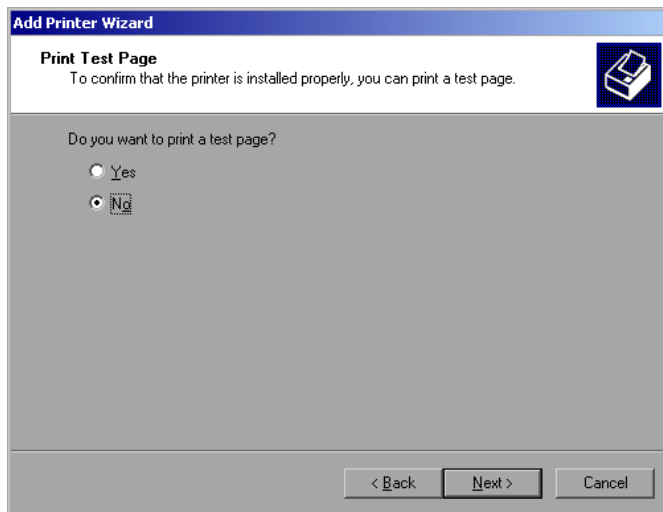 Add Printer Wizard
Print Test Page
To confirm that the printer is installed properly, you can print a test page.
Do you want to print a test page?
Yes
No
< Back
Next >
Cancel